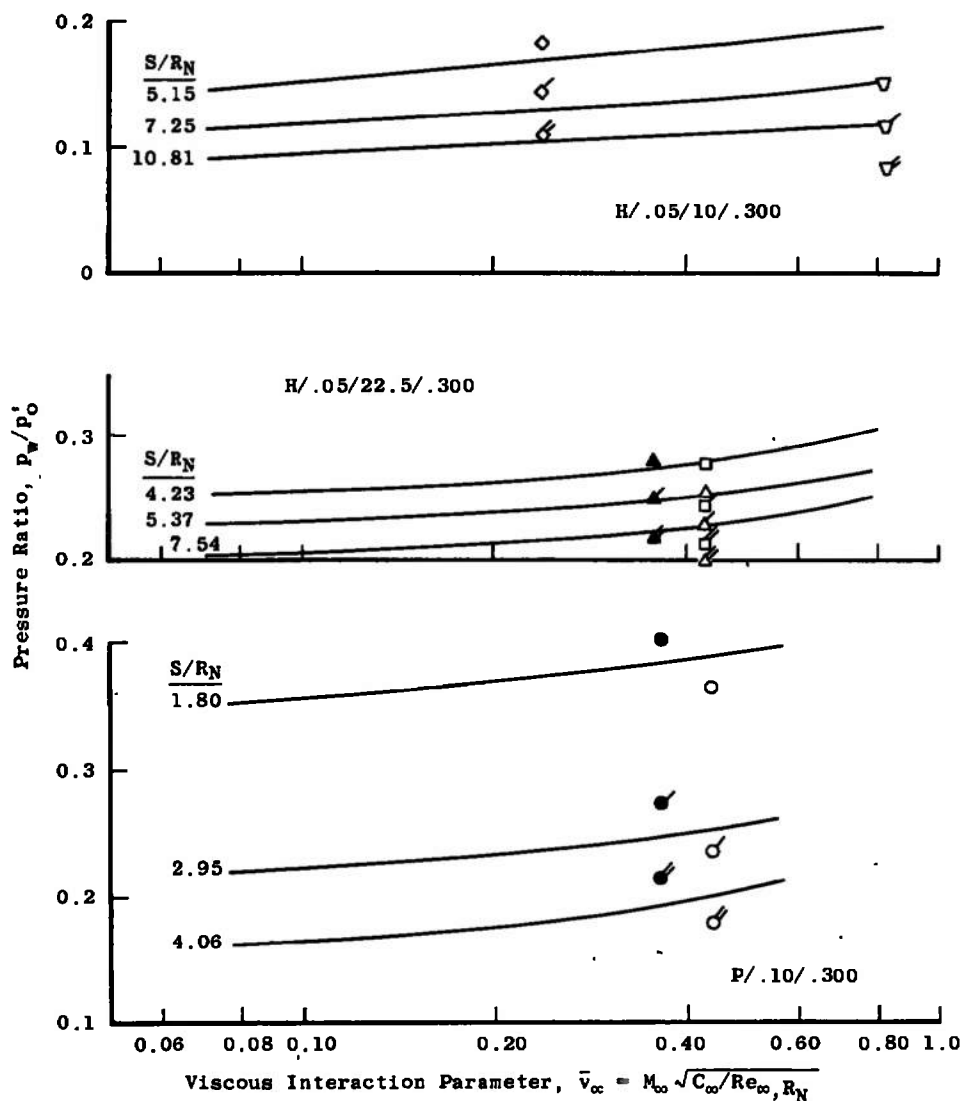 0.2
S/R_N
5.15
7.25
10.81
0.1
0
H/.05/10/.300
H/.05/22.5/.300
0.3
S/R_N
4.23
5.37
7.54
0.2
Pressure Ratio, p_w/p'_o
0.4
S/R_N
1.80
0.3
2.95
0.2
4.06
P/.10/.300
0.1
0.06 0.08 0.10 0.20 0.40 0.60 0.80 1.0
Viscous Interaction Parameter, v̄_∞ = M_∞ √C_∞/Re_∞,R_N